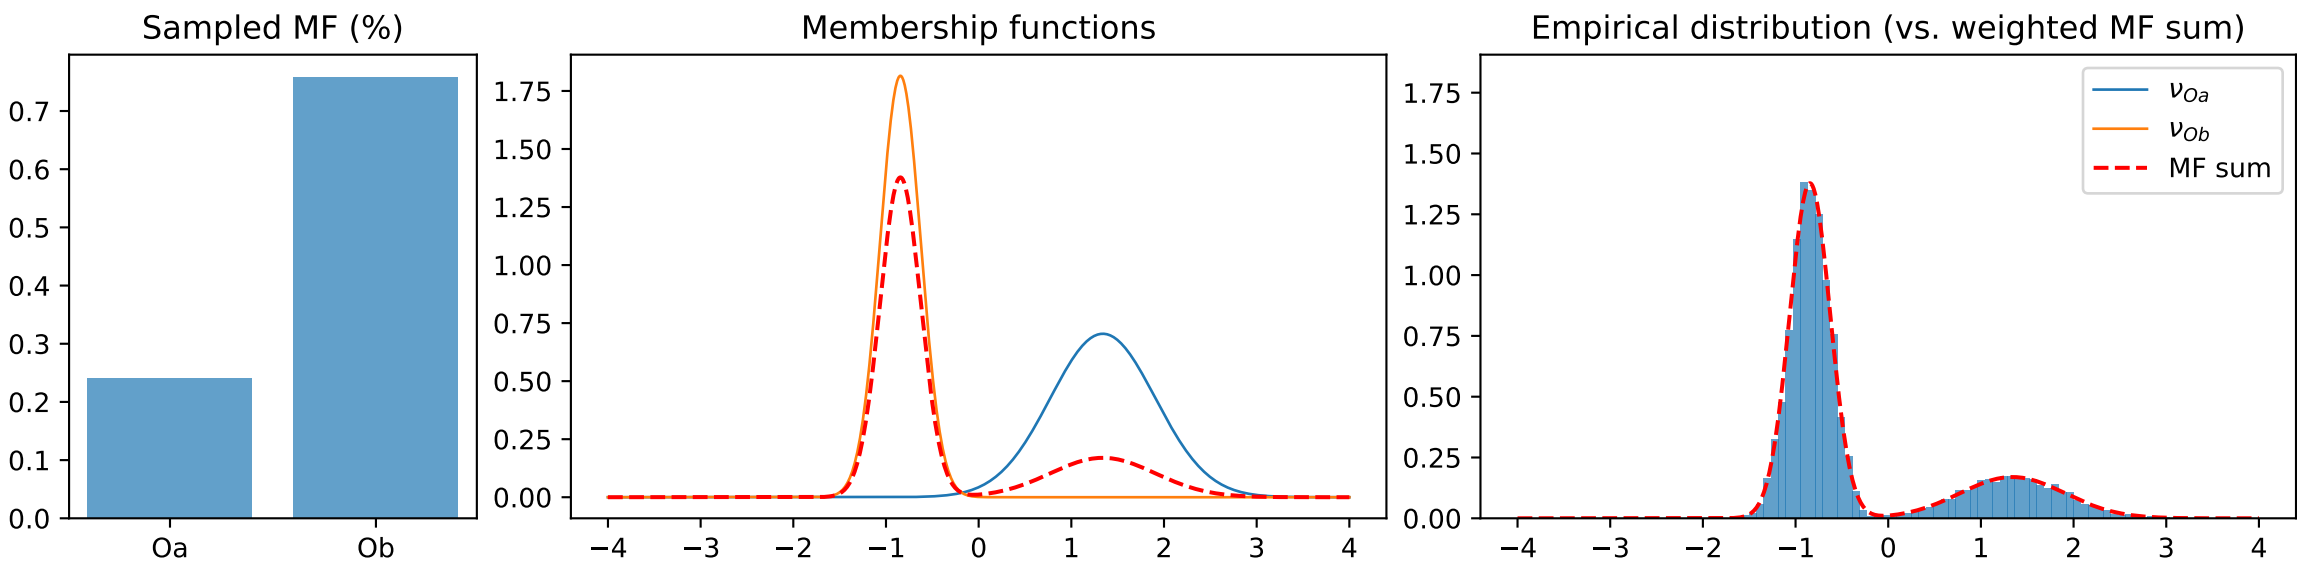 Sampled MF (%)
0.7
0.6
0.5
0.4
0.3
0.2
0.1
0.0
Oa Ob
Membership functions
1.75
1.50
1.25
1.00
0.75
0.50
0.25
0.00
−4 −3 −2 −1 0 1 2 3 4
Empirical distribution (vs. weighted MF sum)
1.75
1.50
1.25
1.00
0.75
0.50
0.25
0.00
−4 −3 −2 −1 0 1 2 3 4
νOa
νOb
MF sum